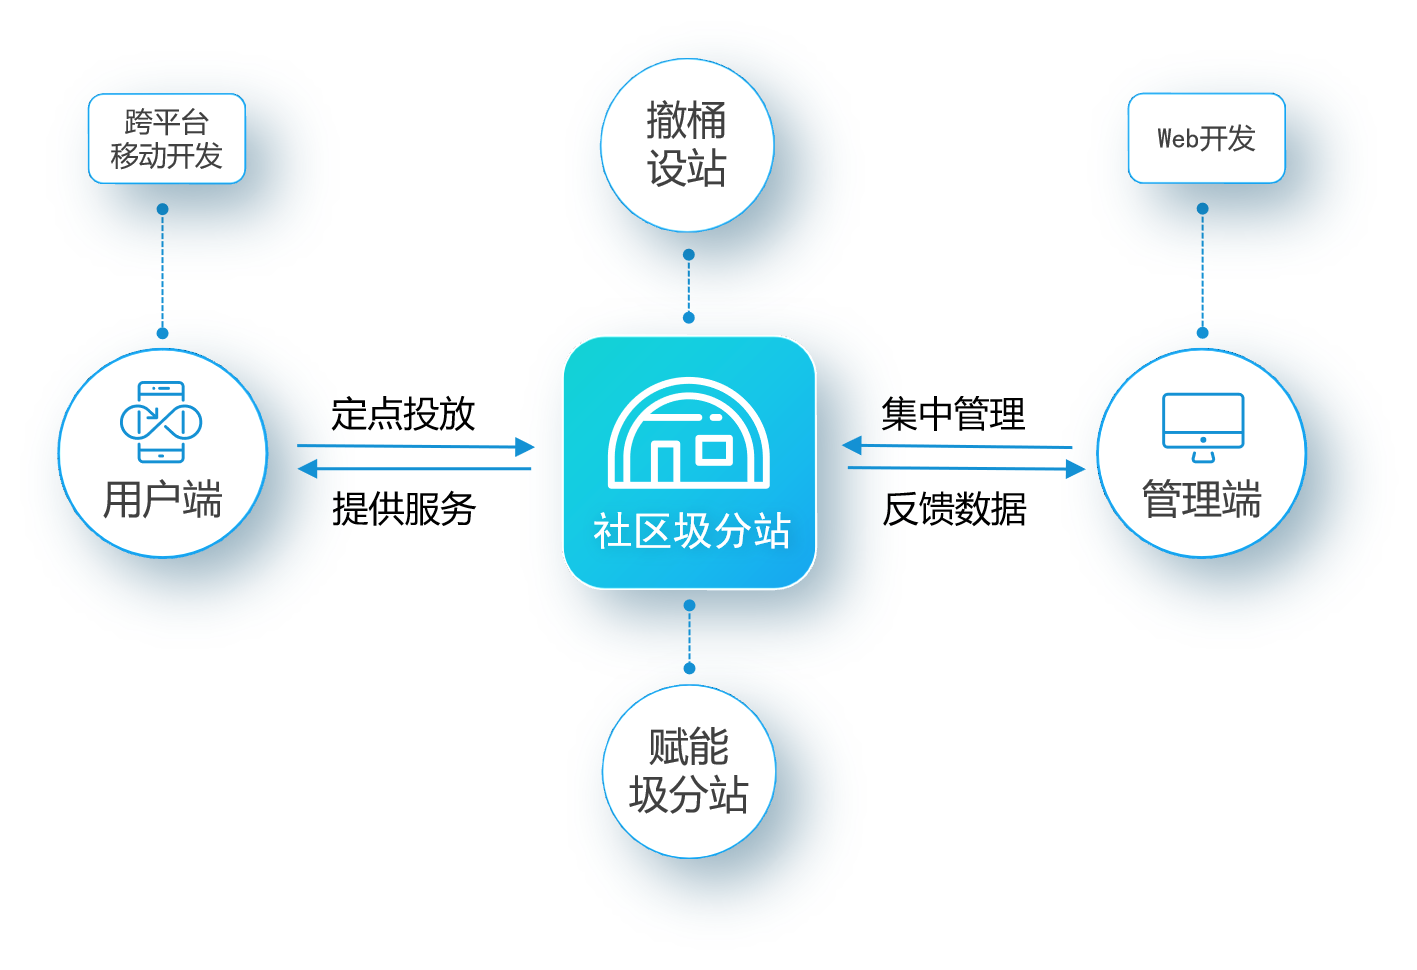 跨平台
移动开发
撤桶
设站
Web开发
定点投放
集中管理
用户端
提供服务
社区圾分站
反馈数据
管理端
赋能
圾分站